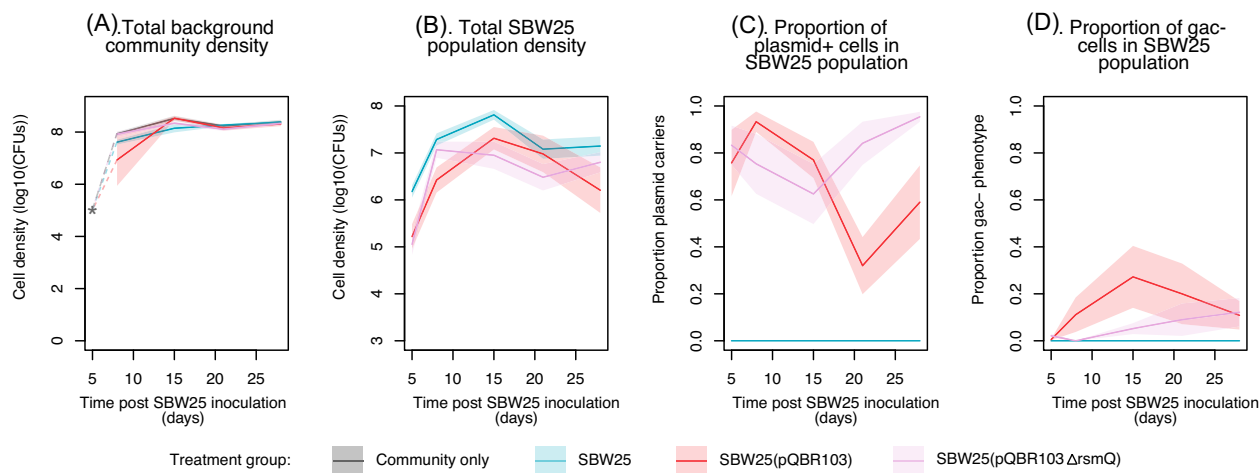 (A).Total background
community density
(B). Total SBW25
population density
(C). Proportion of
plasmid+ cells in
SBW25 population
(D). Proportion of gac-
cells in SBW25
population
Cell density (log10(CFUs))
0
2
4
6
8
*
5
10
15
20
25
Time post SBW25 inoculation
(days)
Cell density (log10(CFUs))
3
4
5
6
7
8
5
10
15
20
25
Time post SBW25 inoculation
(days)
Proportion plasmid carriers
0.0
0.2
0.4
0.6
0.8
1.0
5
10
15
20
25
Time post SBW25 inoculation
(days)
Proportion gac− phenotype
0.0
0.2
0.4
0.6
0.8
1.0
5
10
15
20
25
Time post SBW25 inoculation
(days)
Treatment group:
Community only
SBW25
SBW25(pQBR103)
SBW25(pQBR103 ΔrsmQ)